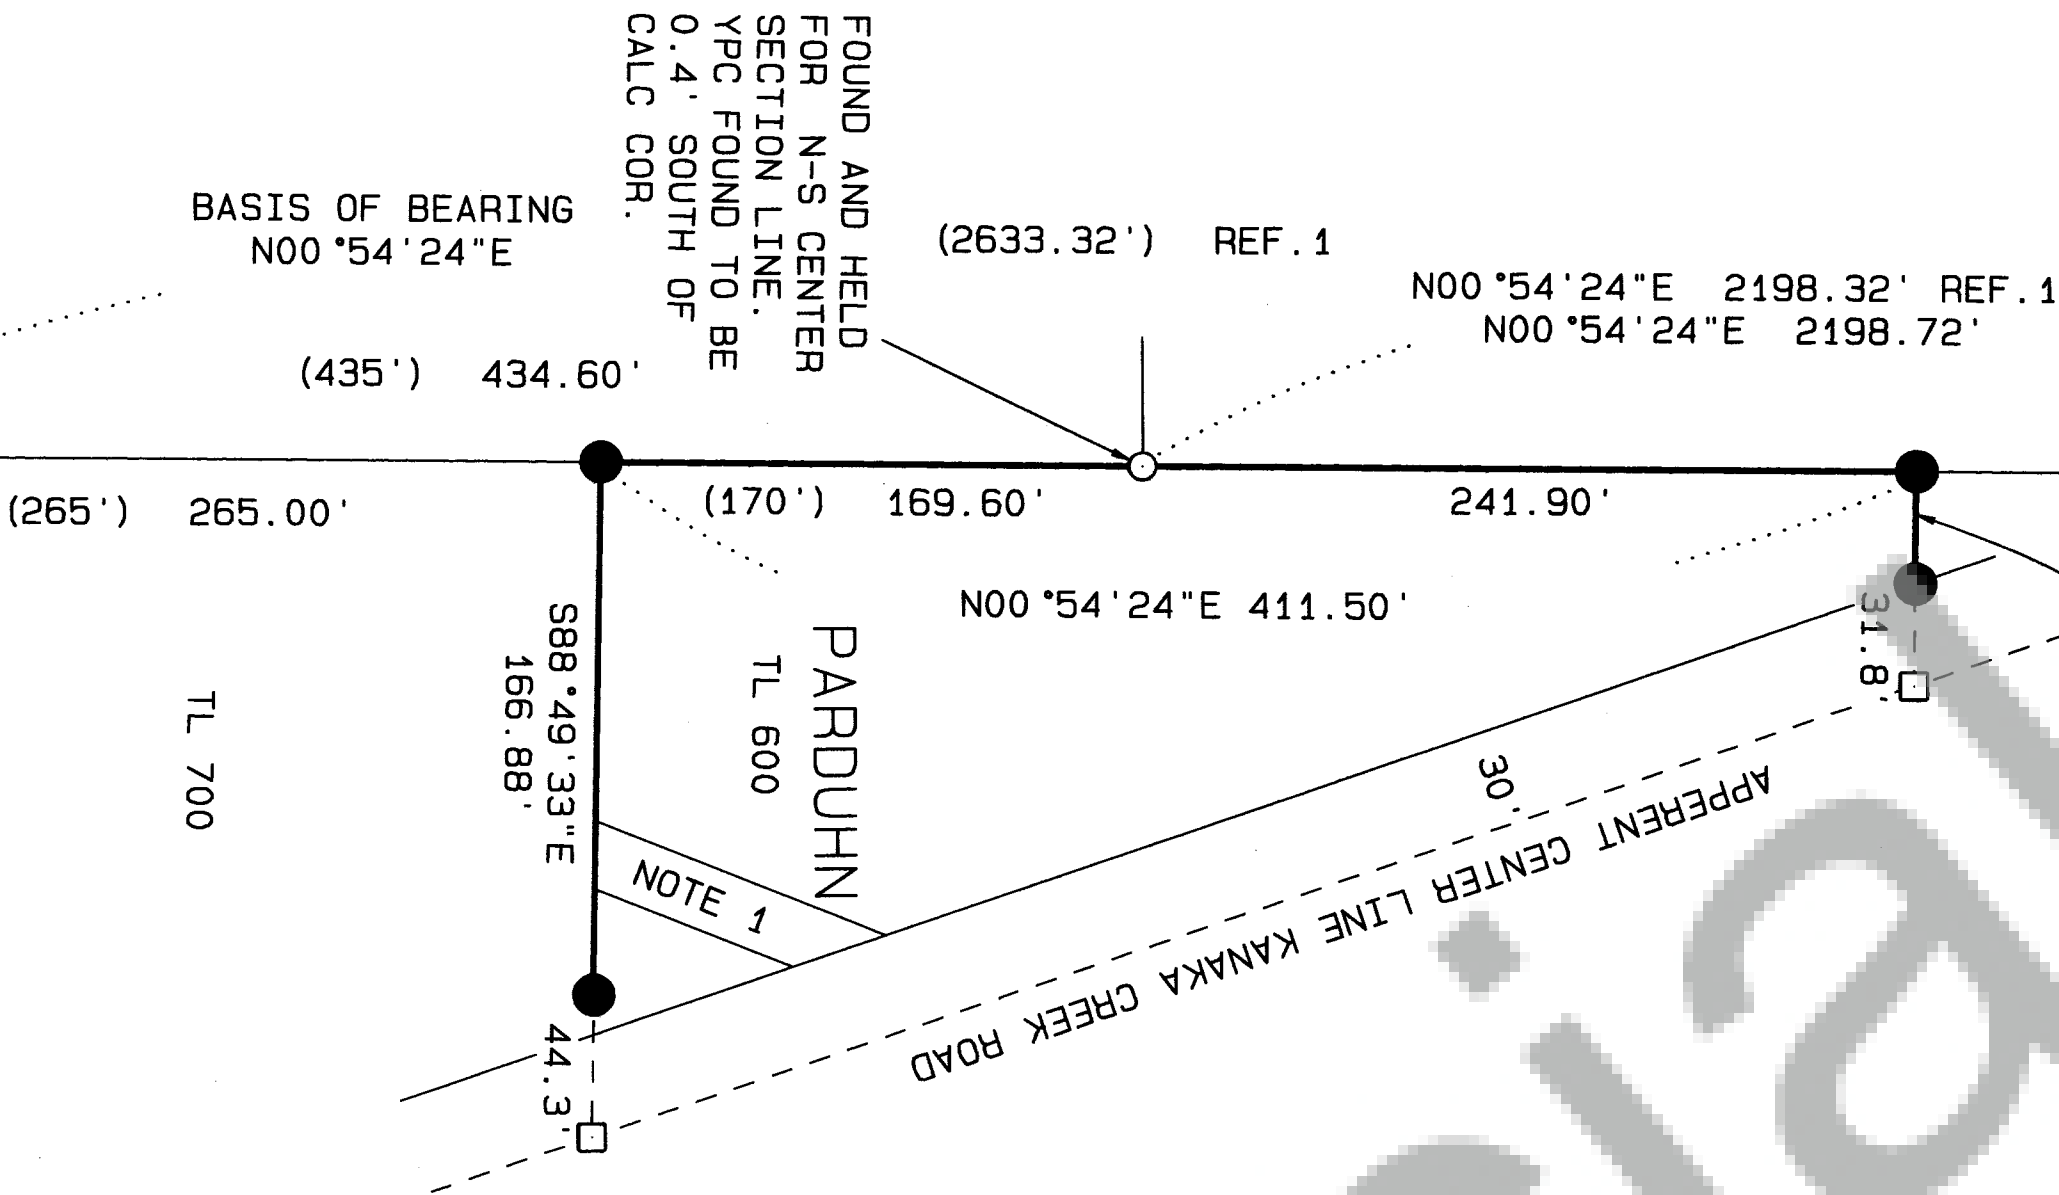 FOUND AND HELD
FOR N-S CENTER
SECTION LINE.
YPC FOUND TO BE
0.4' SOUTH OF
CALC COR.
BASIS OF BEARING
N00°54'24"E
(2633.32') REF.1
N00°54'24"E 2198.32' REF.1
N00°54'24"E 2198.72'
(435') 434.60'
(265') 265.00'
(170') 169.60'
241.90'
N00°54'24"E 411.50'
S88°49'33"E
166.88'
PARDUHN
TL 600
TL 700
NOTE 1
31.8'
30'
APPERENT CENTER LINE KANAKA CREEK ROAD
44.3'